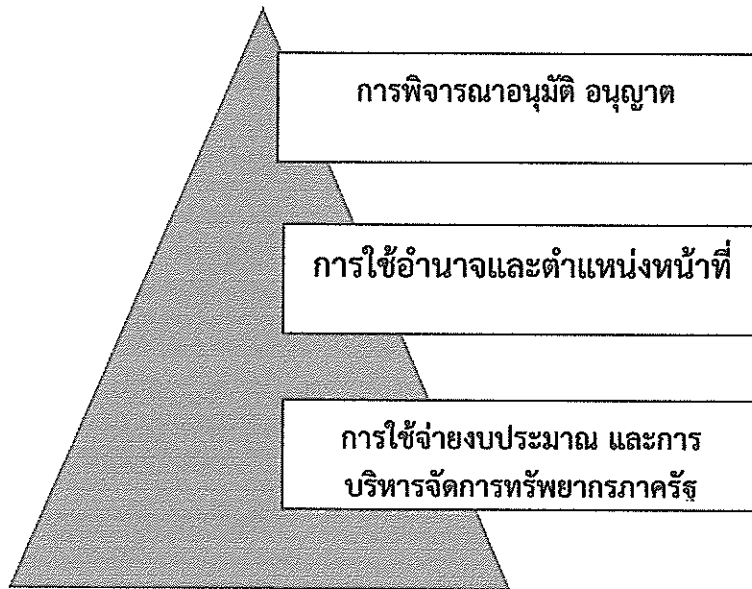 การพิจารณาอนุมัติ อนุญาต
การใช้อำนาจและตำแหน่งหน้าที่
การใช้จ่ายงบประมาณ และการ
บริหารจัดการทรัพยากรภาครัฐ